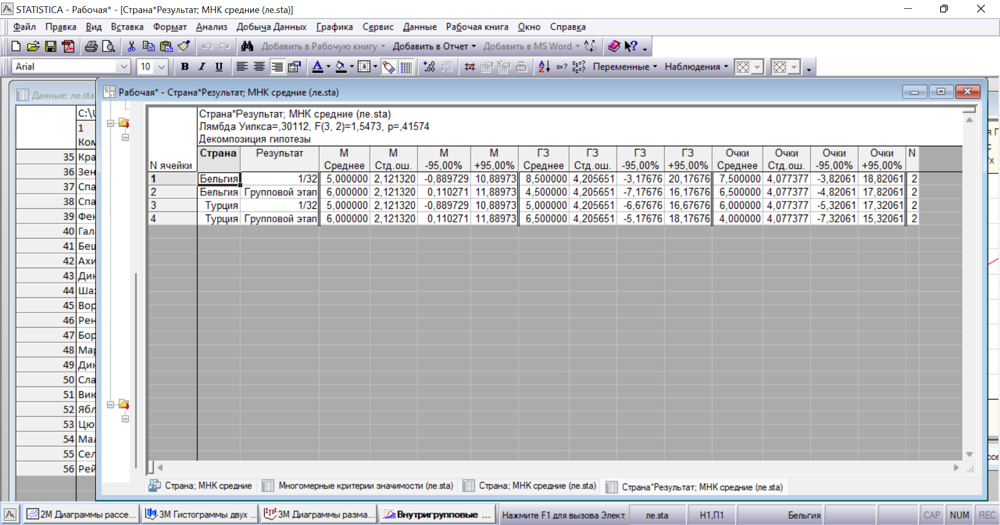 STATISTICA - Рабочая* - [Страна*Результат; МНК средние (ле.sta)]
Файл Правка Вид Вставка Формат Анализ Добыча Данных Графика Сервис Данные Рабочая книга Окно Справка
Добавить в Рабочую книгу Добавить в Отчет Добавить в MS Word
Arial 10 Переменные Наблюдения
Данные: ле.sta
Рабочая* - Страна*Результат; МНК средние (ле.sta)
C:\
1
35 Кра
36 Зен
37 Спа
38 Спа
39 Фен
40 Гал
41 Беш
42 Ахи
43 Дин
44 Шах
45 Вор
46 Рен
47 Бор
48 Мар
49 Дин
50 Сла
51 Вик
52 Ябл
53 Цю
54 Мал
55 Сел
56 Рей
Страна*Результат; МНК средние (ле.sta)
Лямбда Уилкса=,30112, F(3, 2)=1,5473, p=,41574
Декомпозиция гипотезы
N ячейки Страна Результат М Среднее М Стд.ош. М -95,00% М +95,00% ГЗ Среднее ГЗ Стд.ош. ГЗ -95,00% ГЗ +95,00% Очки Среднее Очки Стд.ош. Очки -95,00% Очки +95,00% N
1 Бельгия 1/32 5,000000 2,121320 -0,889729 10,88973 8,500000 4,205651 -3,17676 20,17676 7,500000 4,077377 -3,82061 18,82061 2
2 Бельгия Групповой этап 6,000000 2,121320 0,110271 11,88973 4,500000 4,205651 -7,17676 16,17676 6,500000 4,077377 -4,82061 17,82061 2
3 Турция 1/32 5,000000 2,121320 -0,889729 10,88973 5,000000 4,205651 -6,67676 16,67676 6,000000 4,077377 -5,32061 17,32061 2
4 Турция Групповой этап 6,000000 2,121320 0,110271 11,88973 6,500000 4,205651 -5,17676 18,17676 4,000000 4,077377 -7,32061 15,32061 2
Страна; МНК средние Многомерные критерии значимости (ле.sta) Страна; МНК средние (ле.sta) Страна*Результат; МНК средние (ле.sta)
2М Диаграммы рассе... 3М Гистограммы двух ... 3М Диаграммы разма... Внутригрупповые ... Нажмите F1 для вызова Элект ле.sta Н1,П1 Бельгия CAP NUM REC